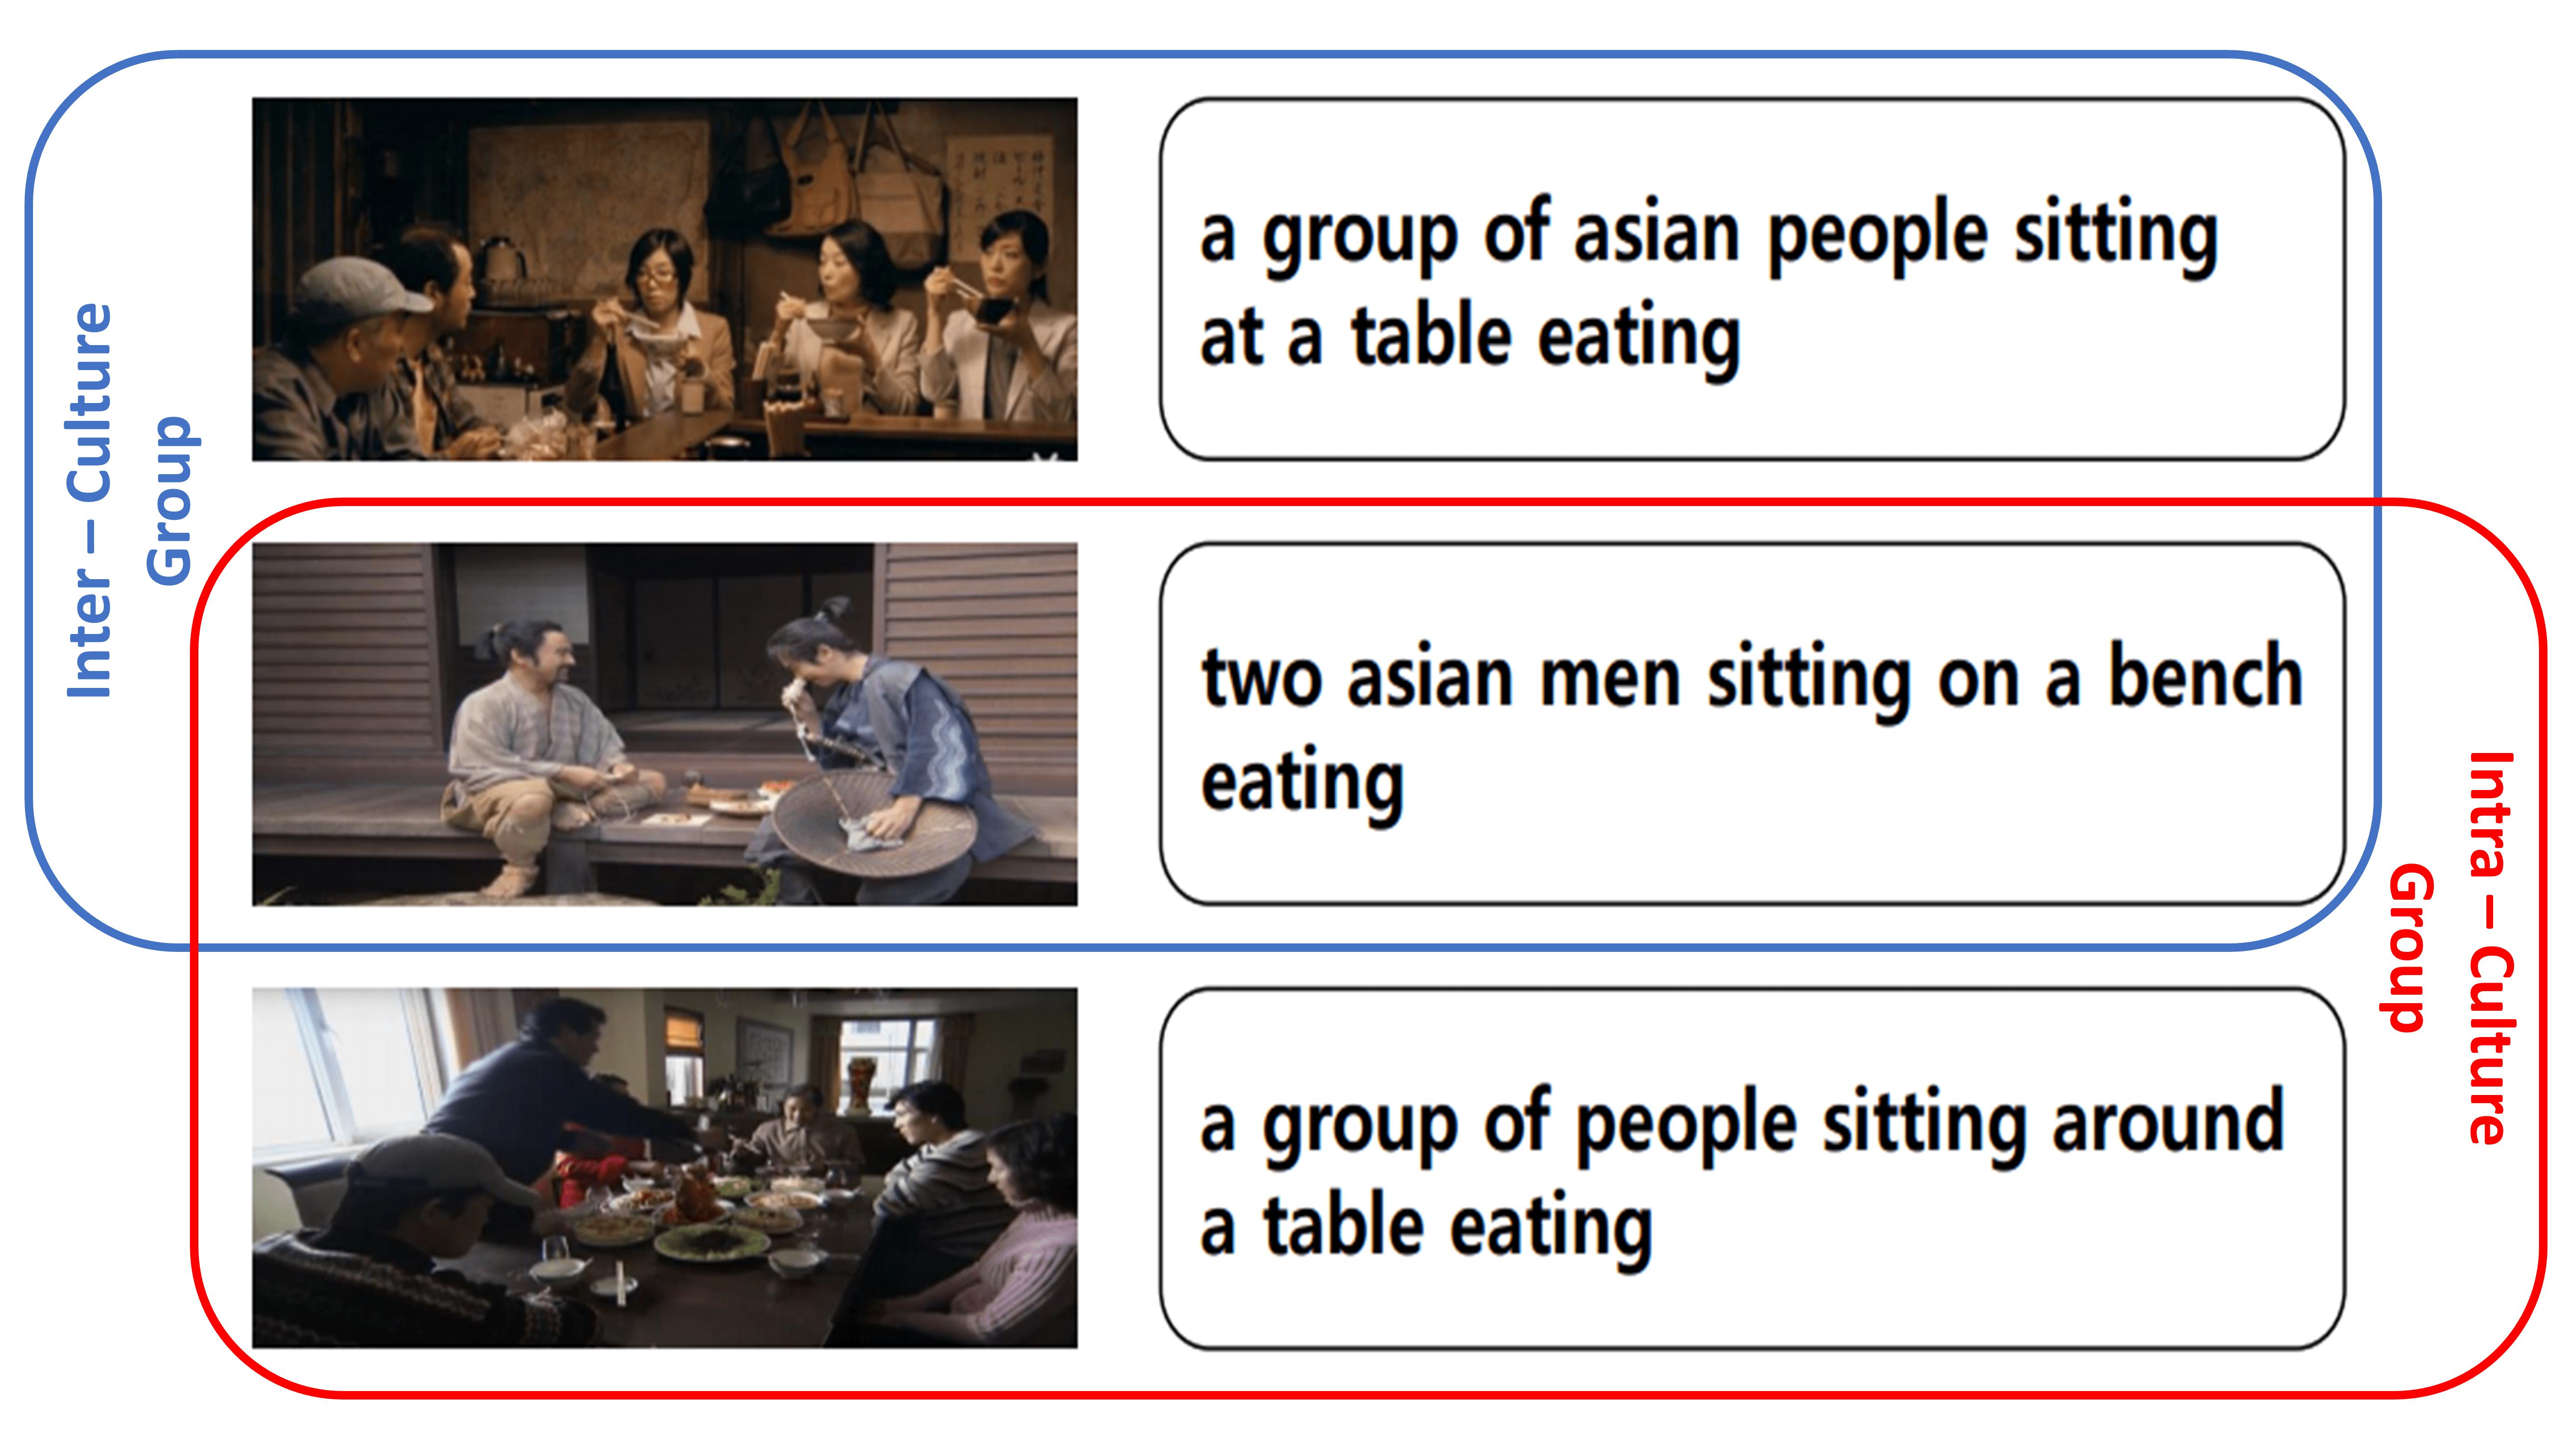 Inter – Culture
Group
a group of asian people sitting
at a table eating
two asian men sitting on a bench
eating
Intra – Culture
Group
a group of people sitting around
a table eating